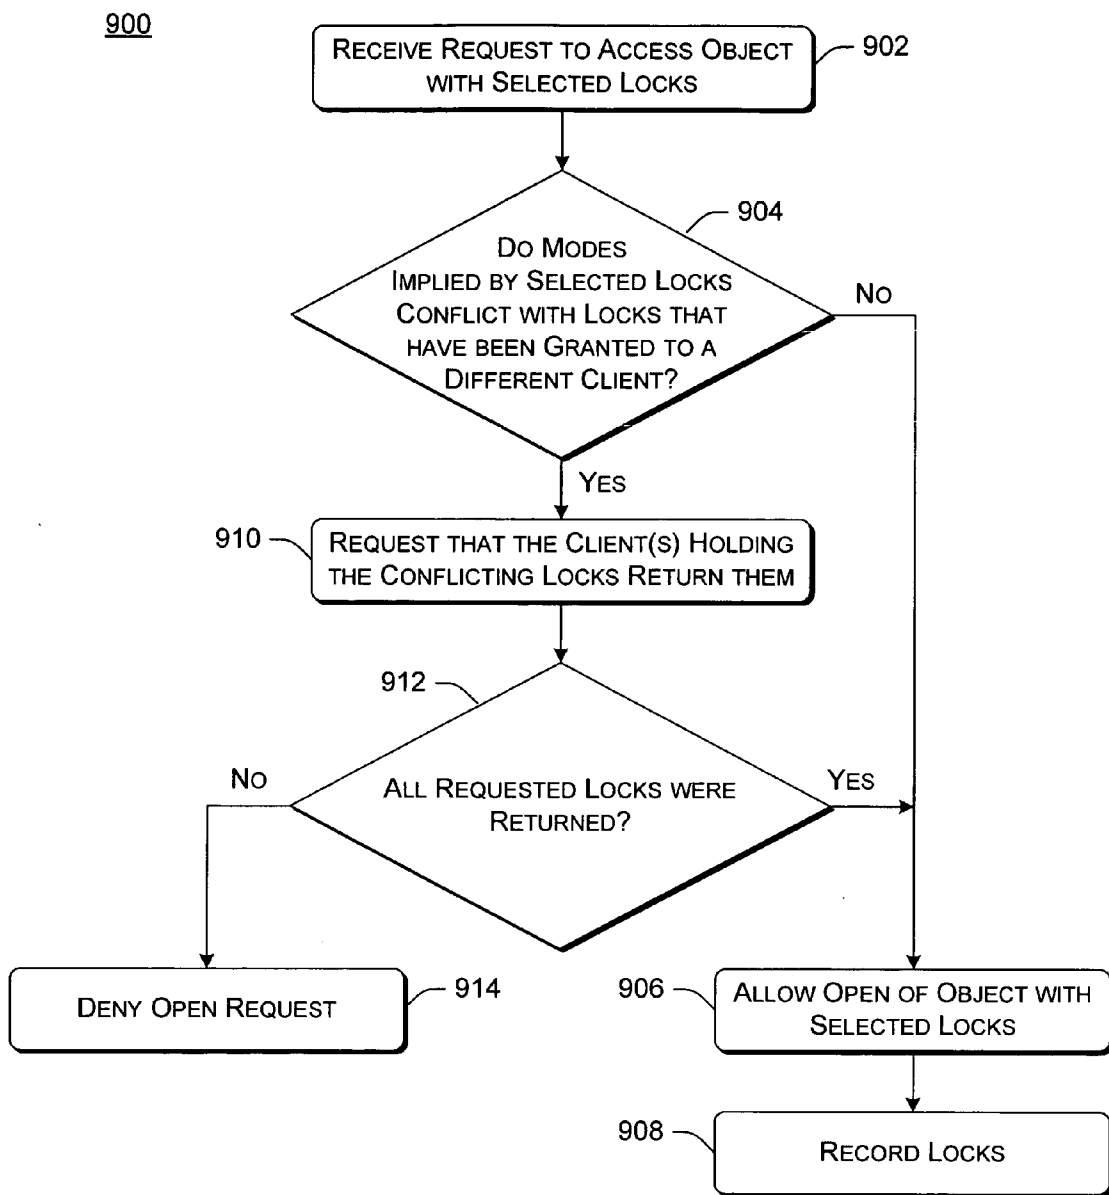 900
RECEIVE REQUEST TO ACCESS OBJECT
WITH SELECTED LOCKS
902
904
DO MODES
IMPLIED BY SELECTED LOCKS
CONFLICT WITH LOCKS THAT
HAVE BEEN GRANTED TO A
DIFFERENT CLIENT?
NO
YES
910
REQUEST THAT THE CLIENT(S) HOLDING
THE CONFLICTING LOCKS RETURN THEM
912
NO
ALL REQUESTED LOCKS WERE
RETURNED?
YES
DENY OPEN REQUEST
914
906
ALLOW OPEN OF OBJECT WITH
SELECTED LOCKS
908
RECORD LOCKS